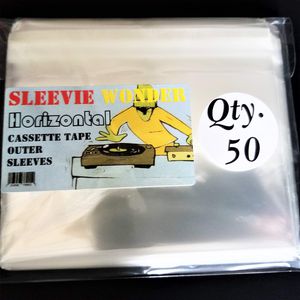 SLEEVIE WONDER
Horizontal
CASSETTE TAPE
OUTER
SLEEVES
Qty.
50